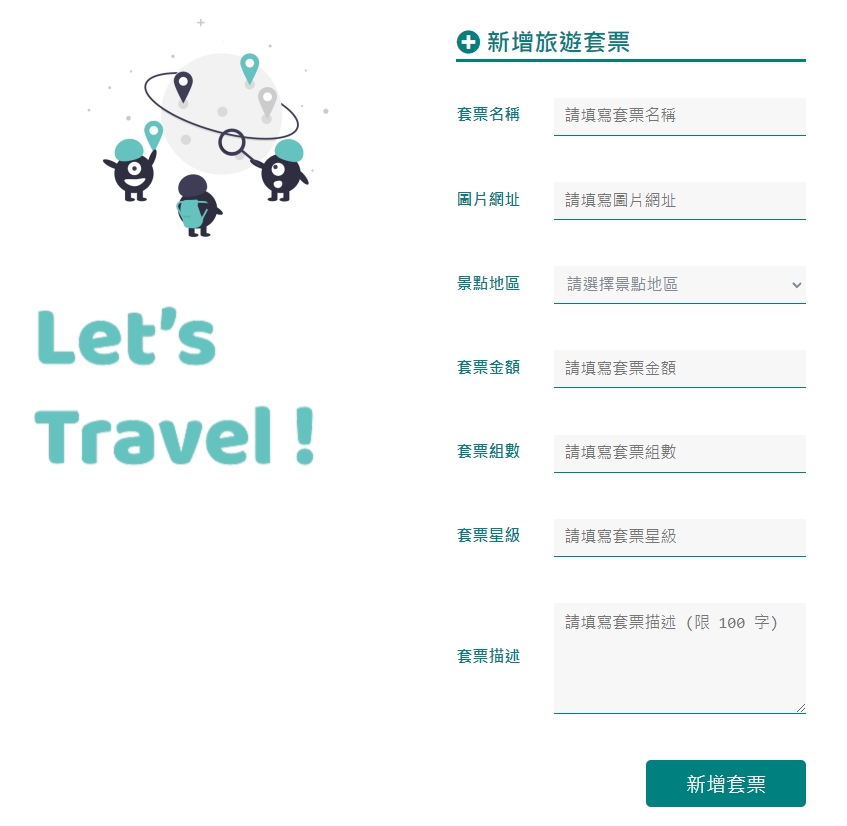 新增旅遊套票
套票名稱 請填寫套票名稱
圖片網址 請填寫圖片網址
景點地區 請選擇景點地區
套票金額 請填寫套票金額
套票組數 請填寫套票組數
套票星級 請填寫套票星級
套票描述 請填寫套票描述 (限 100 字)
新增套票
Let's
Travel !